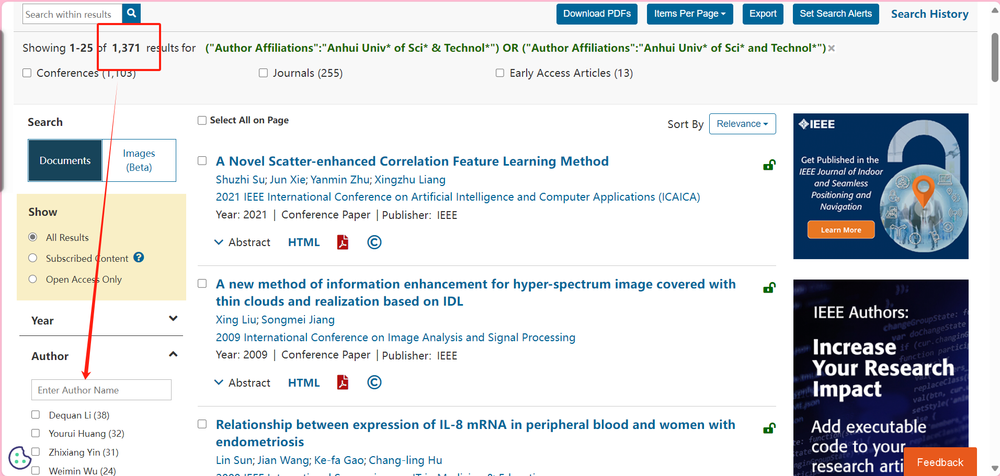 Search within results
Download PDFs
Items Per Page
Export
Set Search Alerts
Search History
Showing 1-25 of 1,371 results for ("Author Affiliations":"Anhui Univ* of Sci* & Technol*") OR ("Author Affiliations":"Anhui Univ* of Sci* and Technol*") ×
Conferences (1,103)
Journals (255)
Early Access Articles (13)
Search
Documents
Images
(Beta)
Show
All Results
Subscribed Content ?
Open Access Only
Year
Author
Enter Author Name
Dequan Li (38)
Yourui Huang (32)
Zhixiang Yin (31)
Weimin Wu (24)
Select All on Page
Sort By
Relevance
A Novel Scatter-enhanced Correlation Feature Learning Method
Shuzhi Su; Jun Xie; Yanmin Zhu; Xingzhu Liang
2021 IEEE International Conference on Artificial Intelligence and Computer Applications (ICAICA)
Year: 2021 | Conference Paper | Publisher: IEEE
Abstract
HTML
©
A new method of information enhancement for hyper-spectrum image covered with
thin clouds and realization based on IDL
Xing Liu; Songmei Jiang
2009 International Conference on Image Analysis and Signal Processing
Year: 2009 | Conference Paper | Publisher: IEEE
Abstract
HTML
©
Relationship between expression of IL-8 mRNA in peripheral blood and women with
endometriosis
Lin Sun; Jian Wang; Ke-fa Gao; Chang-ling Hu
IEEE
Get Published in the
IEEE Journal of Indoor
and Seamless
Positioning and
Navigation
Learn More
IEEE Authors:
Increase
Your Research
Impact
Add executable
code to your
research arti
Feedback